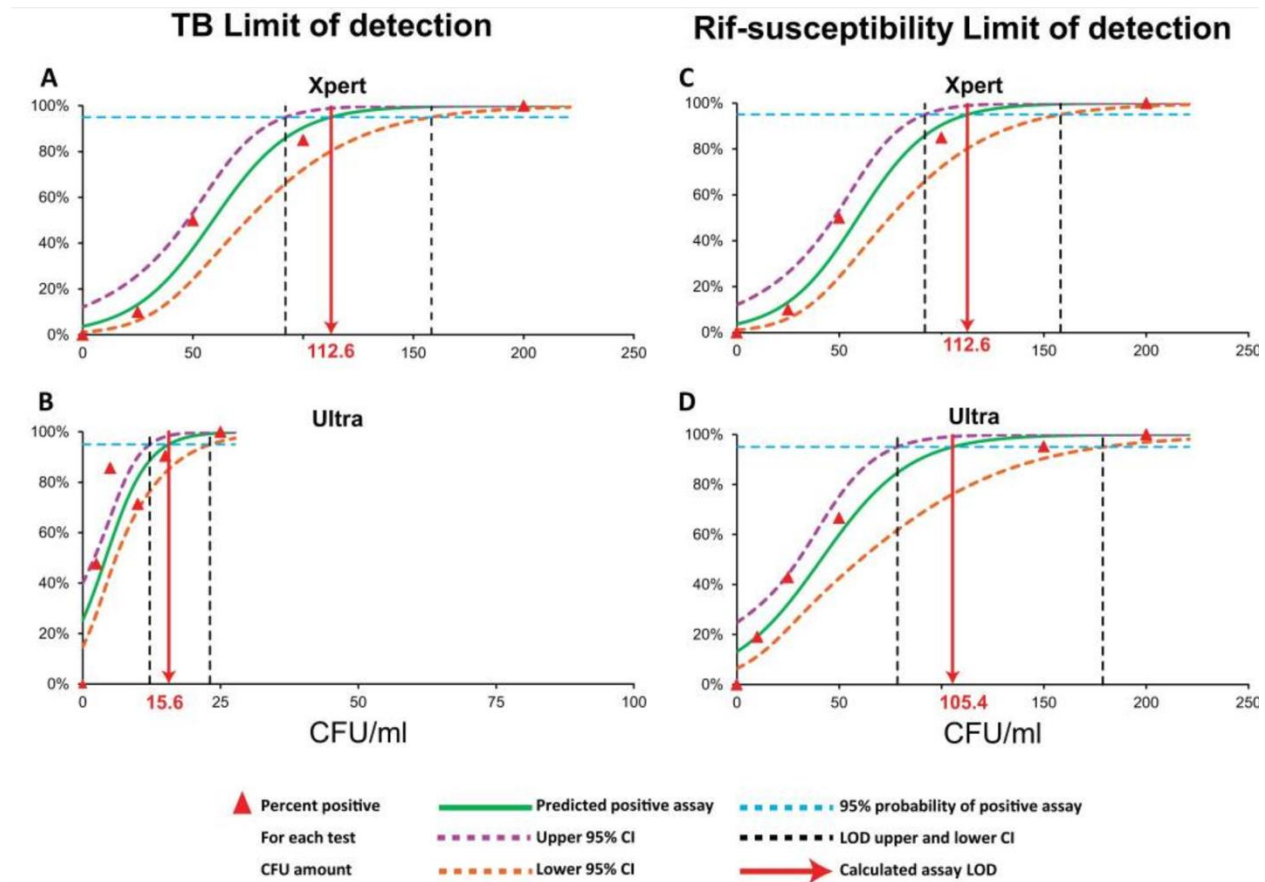 TB Limit of detection
Rif-susceptibility Limit of detection
A
Xpert
100%
80%
60%
40%
20%
0%
0
50
112.6
150
200
250
C
Xpert
100%
80%
60%
40%
20%
0%
0
50
112.6
150
200
250
B
Ultra
100%
80%
60%
40%
20%
0%
0
15.6
25
50
75
100
CFU/ml
D
Ultra
100%
80%
60%
40%
20%
0%
0
50
105.4
150
200
250
CFU/ml
Percent positive
For each test
CFU amount
Predicted positive assay
Upper 95% CI
Lower 95% CI
95% probability of positive assay
LOD upper and lower CI
Calculated assay LOD